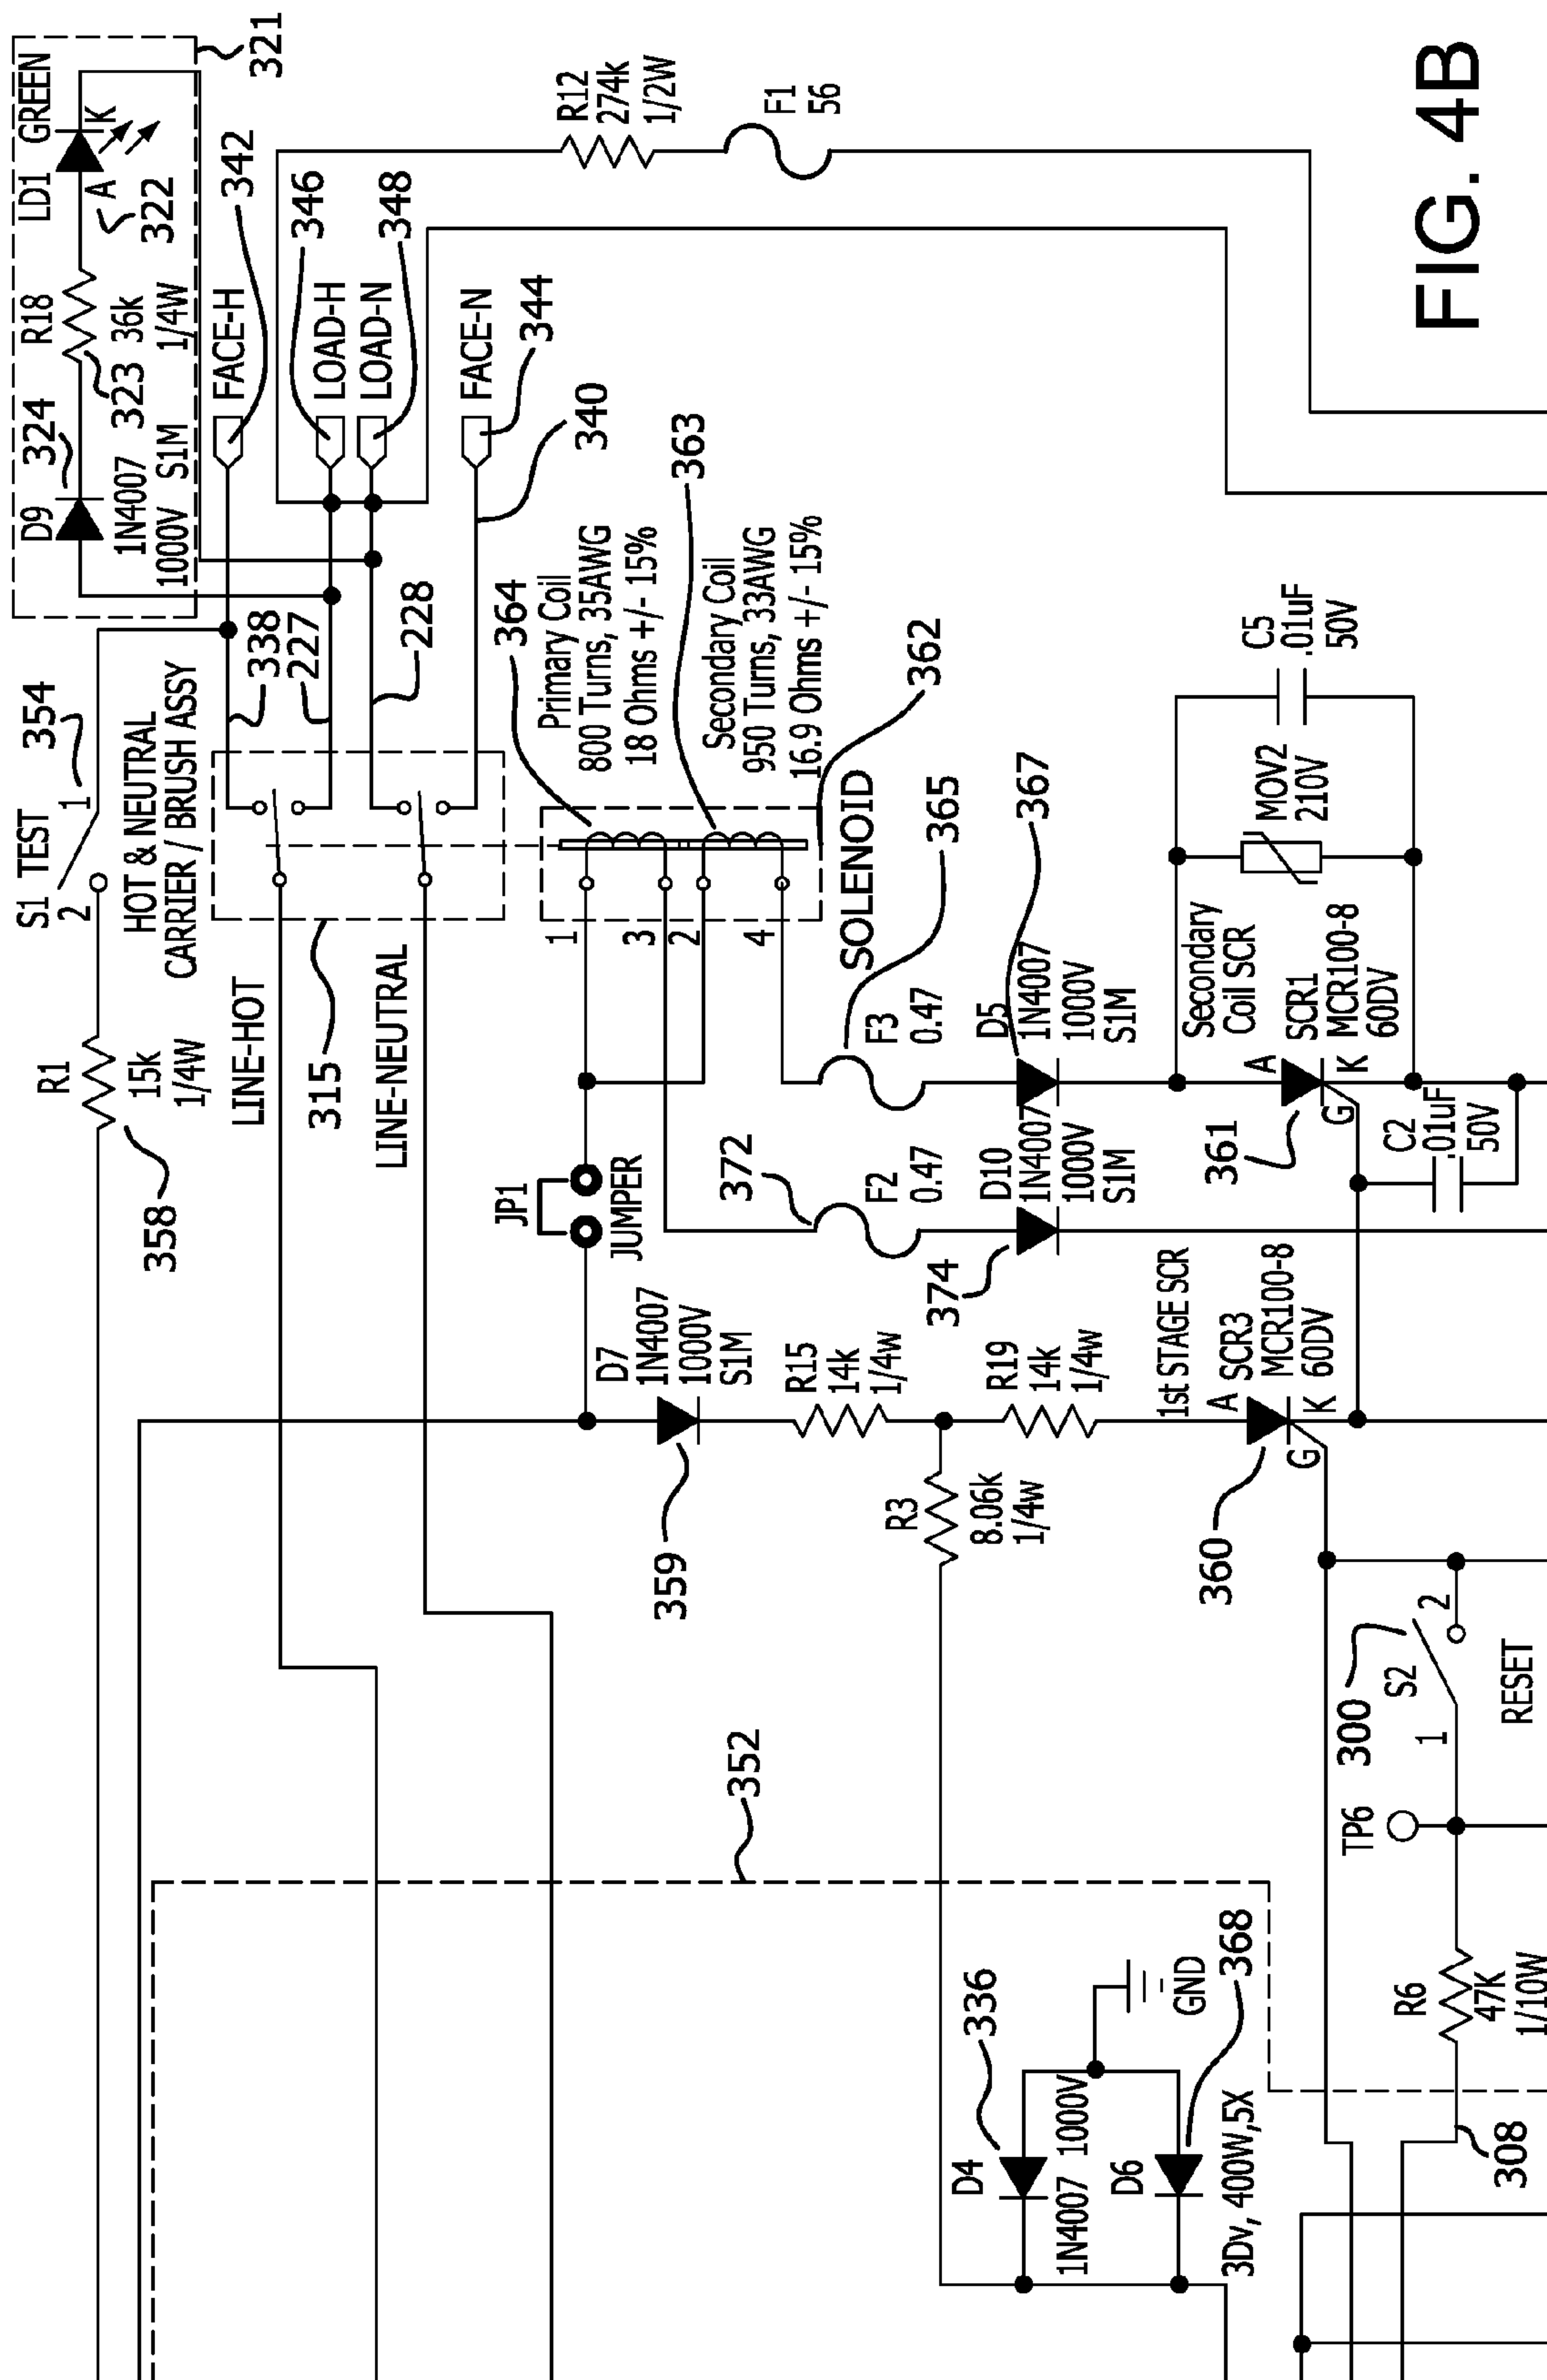 D9
324
1N4007
1000V S1M
323
R18
36k
1/4W
LD1 GREEN
A
K
322
321
S1 TEST
2
1
354
HOT & NEUTRAL
CARRIER / BRUSH ASSY
FACE-H
342
LOAD-H
346
LOAD-N
348
FACE-N
344
340
338
227
228
R12
274k
1/2W
F1
56
R1
15k
1/4W
358
LINE-HOT
315
LINE-NEUTRAL
364
Primary Coil
800 Turns, 35AWG
18 Ohms +/- 15%
363
Secondary Coil
950 Turns, 33AWG
16.9 Ohms +/- 15%
362
1
3
2
4
SOLENOID
JP1
JUMPER
372
F2
0.47
365
F3
0.47
367
D5
1N4007
1000V
S1M
D10
1N4007
1000V
S1M
374
D7
1N4007
1000V
S1M
359
R15
14k
1/4w
R3
8.06k
1/4w
R19
14k
1/4w
1st STAGE SCR
A
SCR3
MCR100-8
60DV
K
G
360
Secondary
Coil SCR
A
SCR1
MCR100-8
60DV
K
G
361
MOV2
210V
C5
.01uF
50V
C2
.01uF
50V
352
336
D4
1N4007 1000V
D6
3Dv, 400W,5X
GND
368
300
S2
1
2
RESET
TP6
R6
47K
1/10W
308
FIG. 4B